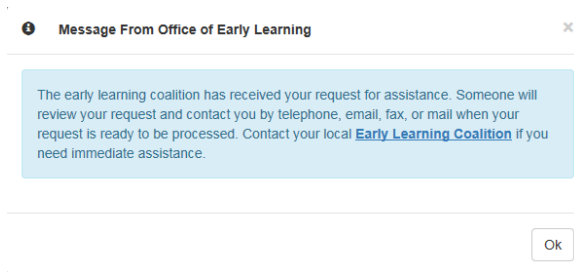 Message From Office of Early Learning
×
The early learning coalition has received your request for assistance. Someone will
review your request and contact you by telephone, email, fax, or mail when your
request is ready to be processed. Contact your local Early Learning Coalition if you
need immediate assistance.
Ok